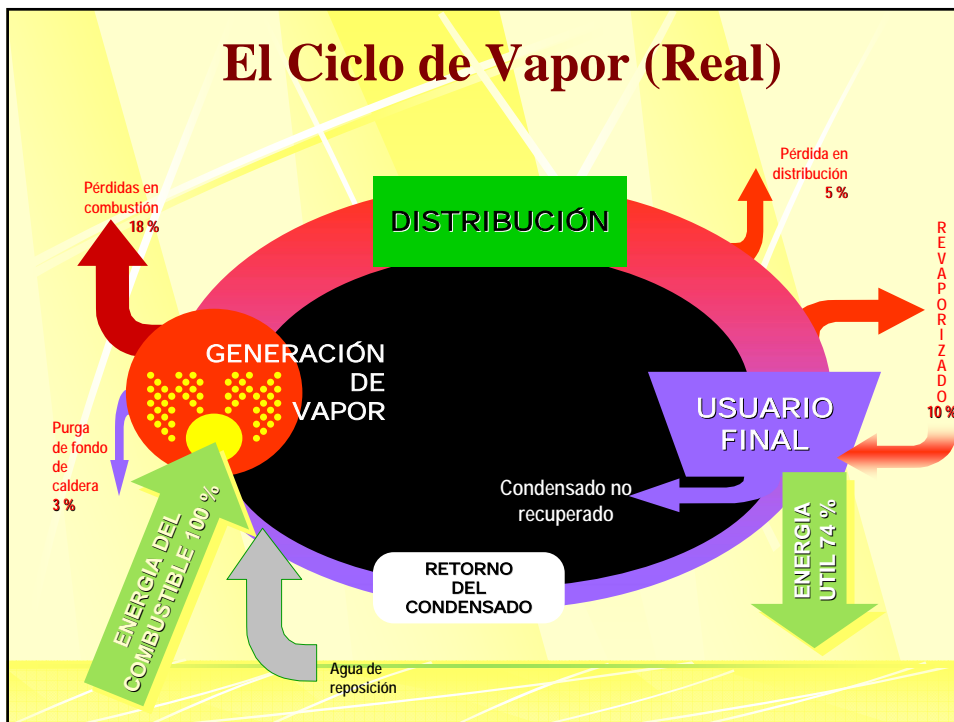 El Ciclo de Vapor (Real)
Pérdida en
distribución
5 %
Pérdidas en
combustión
18 %
DISTRIBUCIÓN
REVAPORIZADO
10 %
GENERACIÓN
DE
VAPOR
USUARIO
FINAL
Purga
de fondo
de
caldera
3 %
Condensado no
recuperado
ENERGIA DEL
COMBUSTIBLE 100 %
ENERGIA
UTIL 74 %
RETORNO
DEL
CONDENSADO
Agua de
reposición